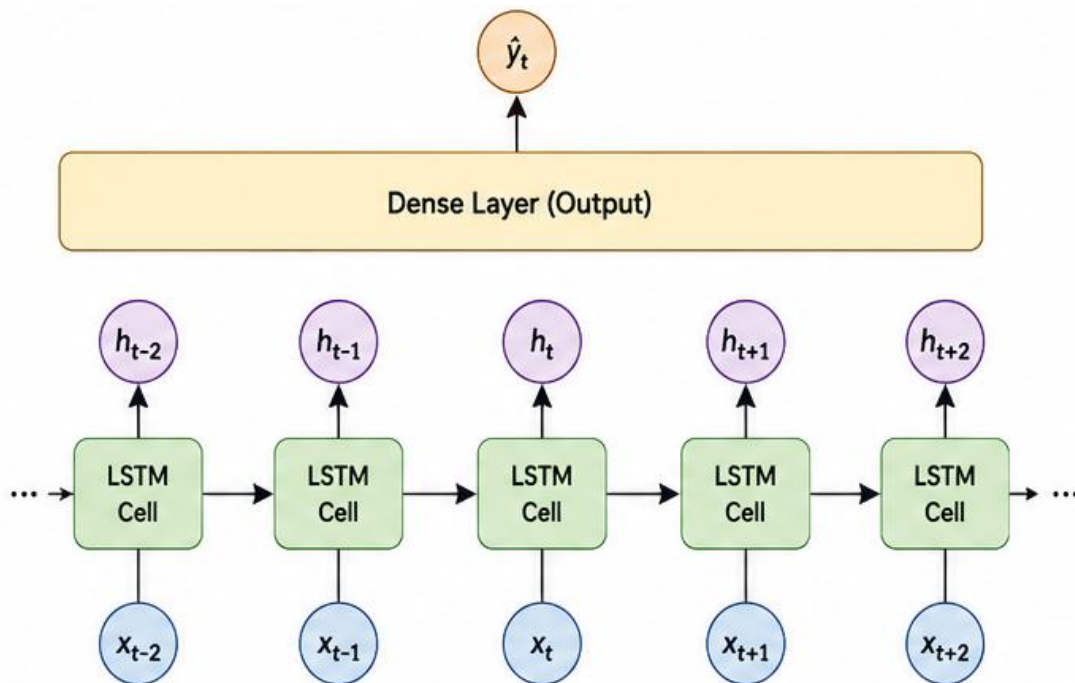 ŷₜ
Dense Layer (Output)
hₜ₋₂ hₜ₋₁ hₜ hₜ₊₁ hₜ₊₂
... LSTM Cell LSTM Cell LSTM Cell LSTM Cell LSTM Cell ...
xₜ₋₂ xₜ₋₁ xₜ xₜ₊₁ xₜ₊₂